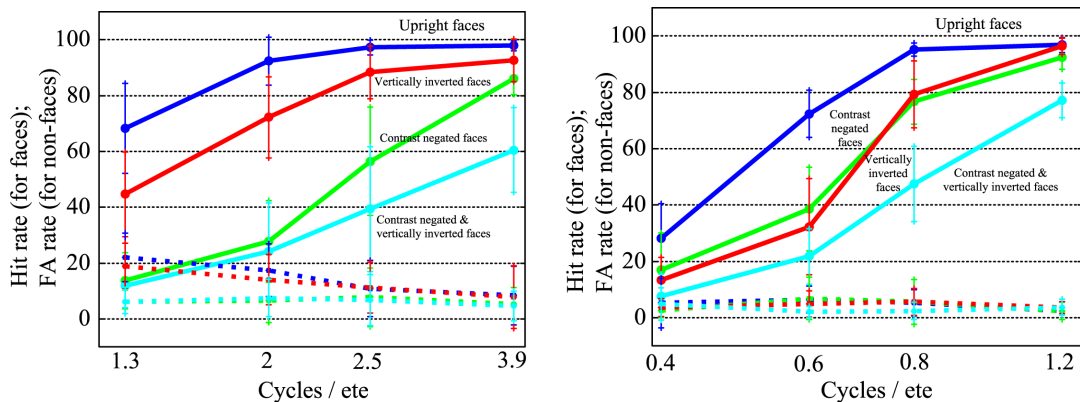 Hit rate (for faces);
FA rate (for non-faces)
100
80
60
40
20
0
Upright faces
Vertically inverted faces
Contrast negated faces
Contrast negated &
vertically inverted faces
1.3
2
2.5
3.9
Cycles / ete
Hit rate (for faces);
FA rate (for non-faces)
100
80
60
40
20
0
Upright faces
Contrast
negated
faces
Vertically
inverted
faces
Contrast negated &
vertically inverted faces
0.4
0.6
0.8
1.2
Cycles / ete